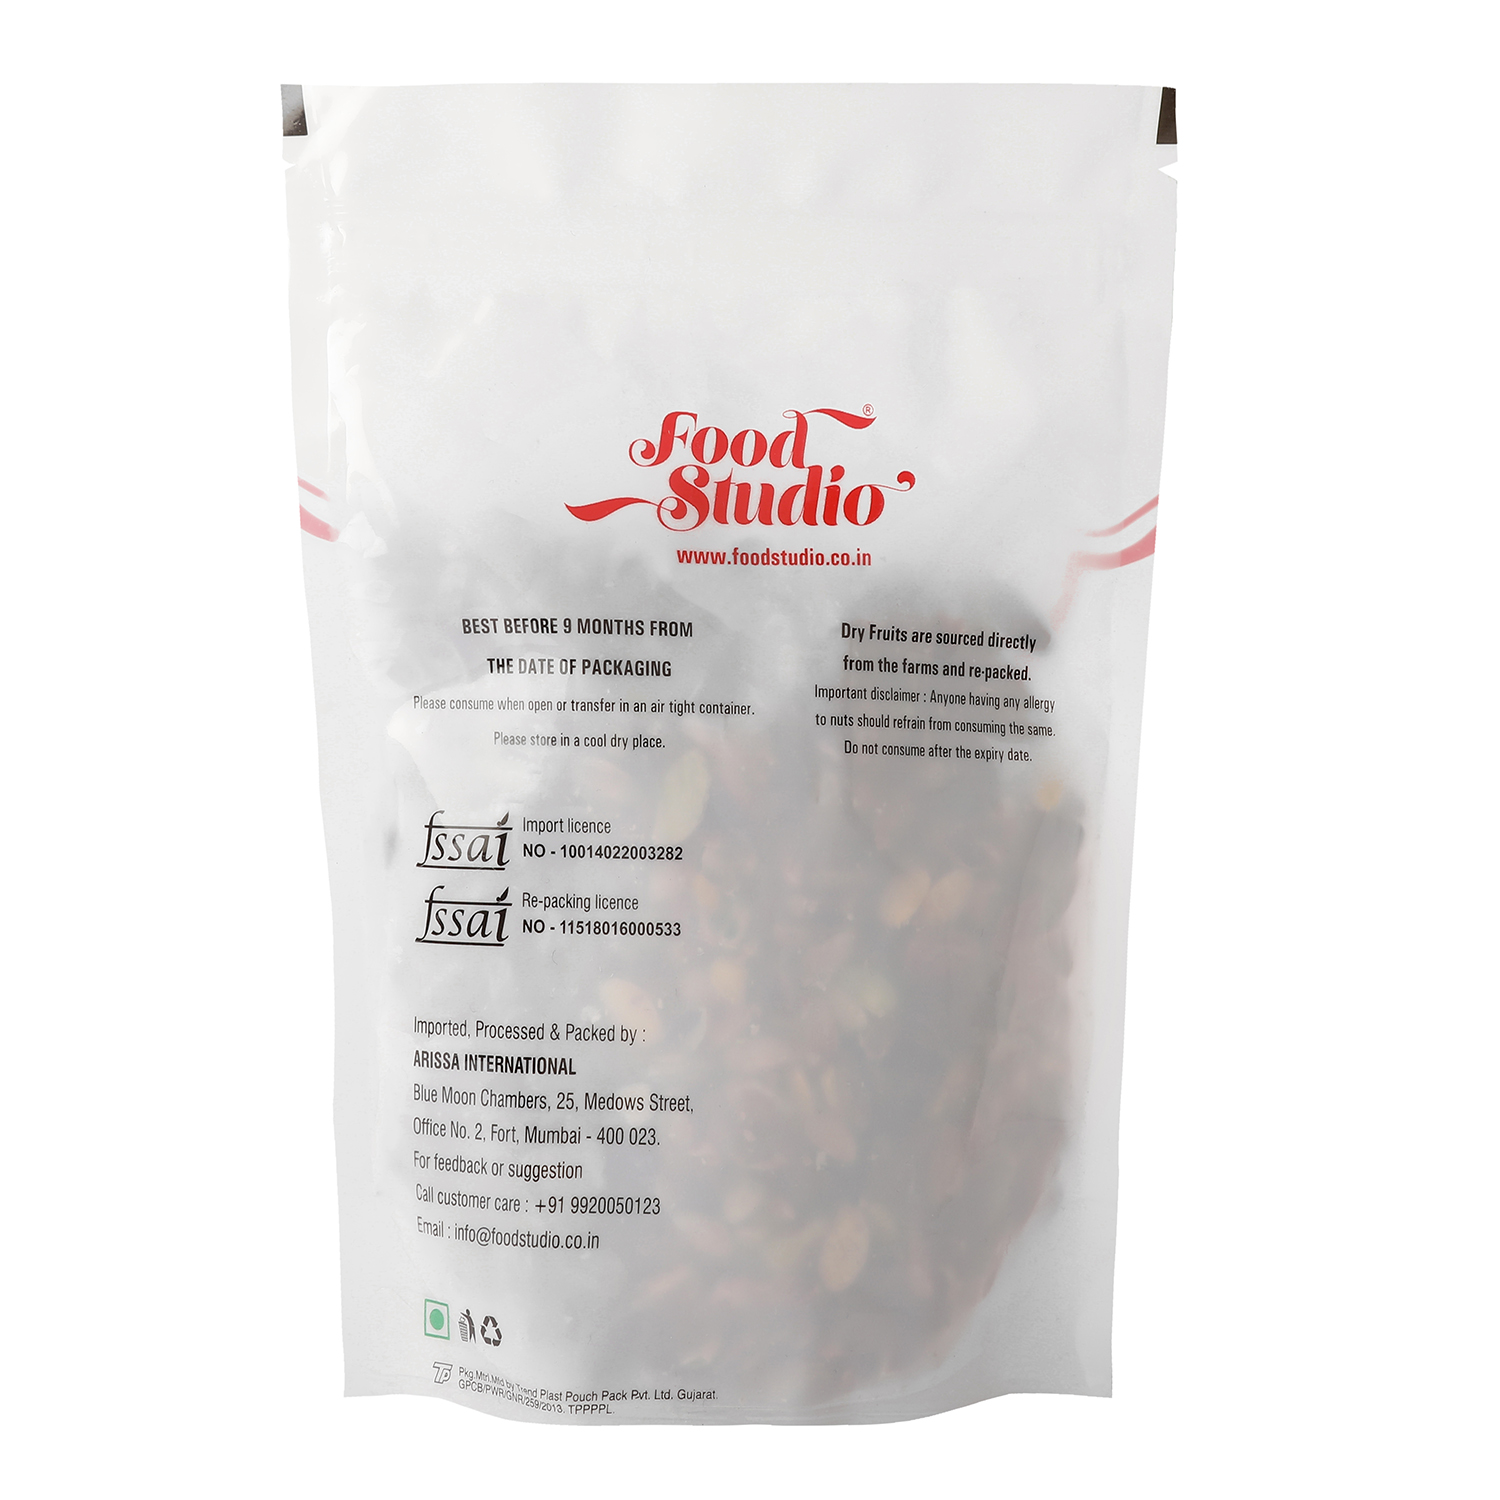 Food ®
Studio
www.foodstudio.co.in
BEST BEFORE 9 MONTHS FROM
THE DATE OF PACKAGING
Please consume when open or transfer in an air tight container.
Please store in a cool dry place.
Dry Fruits are sourced directly
from the farms and re-packed.
Important disclaimer : Anyone having any allergy
to nuts should refrain from consuming the same.
Do not consume after the expiry date.
fssai
Import licence
NO - 10014022003282
fssai
Re-packing licence
NO - 11518016000533
Imported, Processed & Packed by :
ARISSA INTERNATIONAL
Blue Moon Chambers, 25, Medows Street,
Office No. 2, Fort, Mumbai - 400 023.
For feedback or suggestion
Call customer care : +91 9920050123
Email : info@foodstudio.co.in
TP
Pkg.Mtrl.Mfd by Trend Plast Pouch Pack Pvt. Ltd. Gujarat.
GPCB/PWR/GNR/259/2013. TPPPPL.